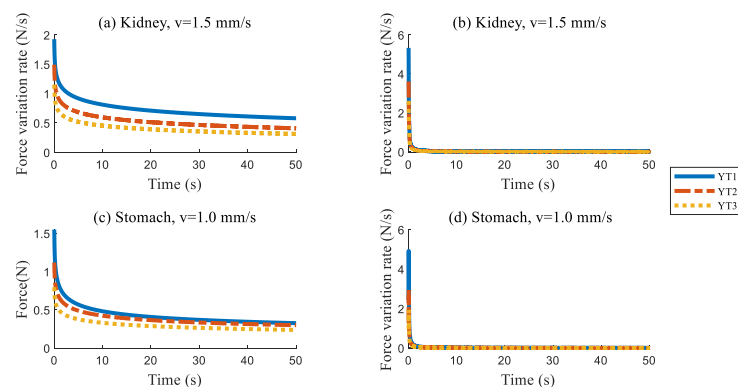 (a) Kidney, v=1.5 mm/s
Force variation rate (N/s)
2
1.5
1
0.5
0
0 10 20 30 40 50
Time (s)
(b) Kidney, v=1.5 mm/s
Force variation rate (N/s)
6
4
2
0
0 10 20 30 40 50
Time (s)
YT1
YT2
YT3
(c) Stomach, v=1.0 mm/s
Force(N)
1.5
1
0.5
0
0 10 20 30 40 50
Time (s)
(d) Stomach, v=1.0 mm/s
Force variation rate (N/s)
6
4
2
0
0 10 20 30 40 50
Time (s)